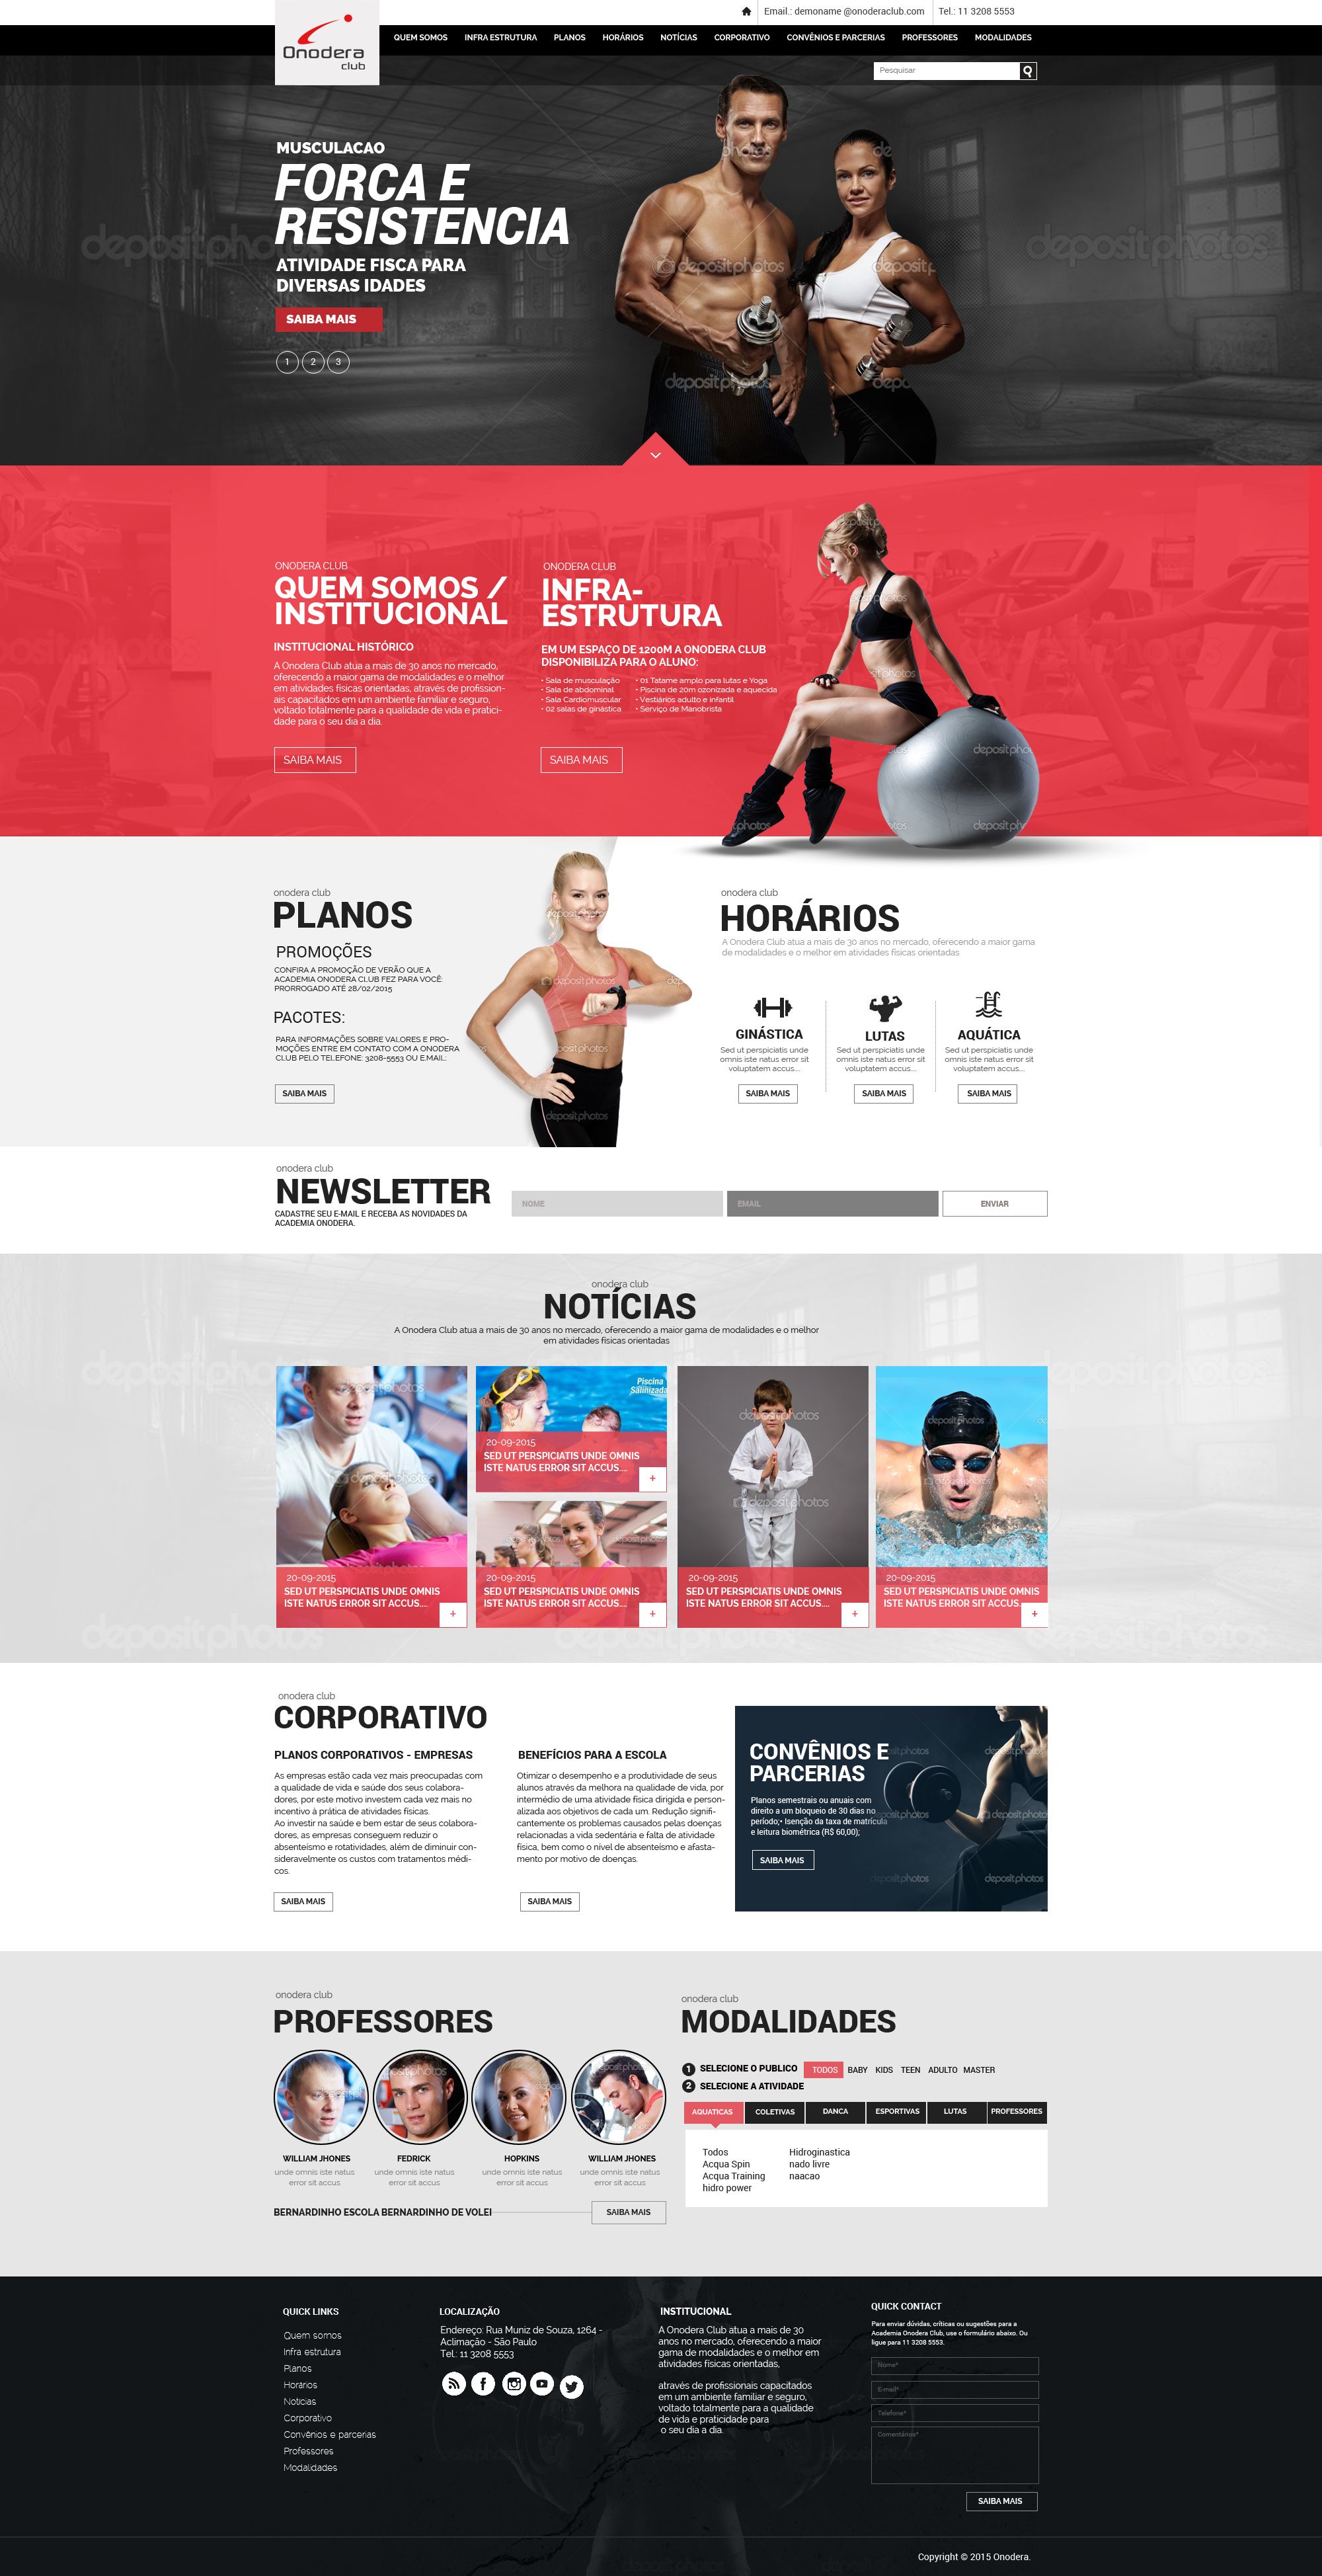 Email.: demoname @onoderaclub.com
Tel.: 11 3208 5553
Onodera
club
QUEM SOMOS
INFRA ESTRUTURA
PLANOS
HORÁRIOS
NOTÍCIAS
CORPORATIVO
CONVÊNIOS E PARCERIAS
PROFESSORES
MODALIDADES
Pesquisar
MUSCULACAO
FORCA E
RESISTENCIA
ATIVIDADE FISCA PARA
DIVERSAS IDADES
SAIBA MAIS
1 2 3
depositphotos
ONODERA CLUB
QUEM SOMOS /
INSTITUCIONAL
INSTITUCIONAL HISTÓRICO
A Onodera Club atua a mais de 30 anos no mercado,
oferecendo a maior gama de modalidades e o melhor
em atividades físicas orientadas, através de profission-
ais capacitados em um ambiente familiar e seguro,
voltado totalmente para a qualidade de vida e pratici-
dade para o seu dia a dia.
SAIBA MAIS
ONODERA CLUB
INFRA-
ESTRUTURA
EM UM ESPAÇO DE 1200M A ONODERA CLUB
DISPONIBILIZA PARA O ALUNO:
• Sala de musculação
• Sala de abdominal
• Sala Cardiomuscular
• 02 salas de ginástica
• 01 Tatame amplo para lutas e Yoga
• Piscina de 20m ozonizada e aquecida
• Vestiários adulto e infantil
• Serviço de Manobrista
SAIBA MAIS
onodera club
PLANOS
PROMOÇÕES
CONFIRA A PROMOÇÃO DE VERÃO QUE A
ACADEMIA ONODERA CLUB FEZ PARA VOCÊ:
PRORROGADO ATÉ 28/02/2015
PACOTES:
PARA INFORMAÇÕES SOBRE VALORES E PRO-
MOÇÕES ENTRE EM CONTATO COM A ONODERA
CLUB PELO TELEFONE: 3208-5553 OU E.MAIL:
SAIBA MAIS
onodera club
HORÁRIOS
A Onodera Club atua a mais de 30 anos no mercado, oferecendo a maior gama
de modalidades e o melhor em atividades físicas orientadas
GINÁSTICA
Sed ut perspiciatis unde
omnis iste natus error sit
voluptatem accus....
SAIBA MAIS
LUTAS
Sed ut perspiciatis unde
omnis iste natus error sit
voluptatem accus....
SAIBA MAIS
AQUÁTICA
Sed ut perspiciatis unde
omnis iste natus error sit
voluptatem accus....
SAIBA MAIS
onodera club
NEWSLETTER
CADASTRE SEU E-MAIL E RECEBA AS NOVIDADES DA
ACADEMIA ONODERA.
NOME
EMAIL
ENVIAR
onodera club
NOTÍCIAS
A Onodera Club atua a mais de 30 anos no mercado, oferecendo a maior gama de modalidades e o melhor
em atividades físicas orientadas
20-09-2015
SED UT PERSPICIATIS UNDE OMNIS
ISTE NATUS ERROR SIT ACCUS....
+
Piscina
Salinizada
20-09-2015
SED UT PERSPICIATIS UNDE OMNIS
ISTE NATUS ERROR SIT ACCUS....
+
20-09-2015
SED UT PERSPICIATIS UNDE OMNIS
ISTE NATUS ERROR SIT ACCUS....
+
20-09-2015
SED UT PERSPICIATIS UNDE OMNIS
ISTE NATUS ERROR SIT ACCUS....
+
20-09-2015
SED UT PERSPICIATIS UNDE OMNIS
ISTE NATUS ERROR SIT ACCUS....
+
onodera club
CORPORATIVO
PLANOS CORPORATIVOS - EMPRESAS
As empresas estão cada vez mais preocupadas com
a qualidade de vida e saúde dos seus colabora-
dores, por este motivo investem cada vez mais no
incentivo à prática de atividades físicas.
Ao investir na saúde e bem estar de seus colabora-
dores, as empresas conseguem reduzir o
absenteísmo e rotatividades, além de diminuir con-
sideravelmente os custos com tratamentos médi-
cos.
SAIBA MAIS
BENEFÍCIOS PARA A ESCOLA
Otimizar o desempenho e a produtividade de seus
alunos através da melhora na qualidade de vida, por
intermédio de uma atividade física dirigida e person-
alizada aos objetivos de cada um. Redução signifi-
cantemente os problemas causados pelas doenças
relacionadas a vida sedentária e falta de atividade
física, bem como o nível de absenteísmo e afasta-
mento por motivo de doenças.
SAIBA MAIS
CONVÊNIOS E
PARCERIAS
Planos semestrais ou anuais com
direito a um bloqueio de 30 dias no
período;• Isenção da taxa de matrícula
e leitura biométrica (R$ 60,00);
SAIBA MAIS
onodera club
PROFESSORES
WILLIAM JHONES
unde omnis iste natus
error sit accus
FEDRICK
unde omnis iste natus
error sit accus
HOPKINS
unde omnis iste natus
error sit accus
WILLIAM JHONES
unde omnis iste natus
error sit accus
BERNARDINHO ESCOLA BERNARDINHO DE VOLEI
SAIBA MAIS
onodera club
MODALIDADES
1 SELECIONE O PUBLICO
TODOS BABY KIDS TEEN ADULTO MASTER
2 SELECIONE A ATIVIDADE
AQUATICAS COLETIVAS DANCA ESPORTIVAS LUTAS PROFESSORES
Todos
Acqua Spin
Acqua Training
hidro power
Hidroginastica
nado livre
naacao
QUICK LINKS
Quem somos
Infra estrutura
Planos
Horários
Notícias
Corporativo
Convênios e parcerias
Professores
Modalidades
LOCALIZAÇÃO
Endereço: Rua Muniz de Souza, 1264 -
Aclimação - São Paulo
Tel.: 11 3208 5553
INSTITUCIONAL
A Onodera Club atua a mais de 30
anos no mercado, oferecendo a maior
gama de modalidades e o melhor em
atividades físicas orientadas,
através de profissionais capacitados
em um ambiente familiar e seguro,
voltado totalmente para a qualidade
de vida e praticidade para
o seu dia a dia.
QUICK CONTACT
Para enviar dúvidas, críticas ou sugestões para a
Academia Onodera Club, use o formulário abaixo. Ou
ligue para 11 3208 5553.
Nome*
E-mail*
Telefone*
Comentários*
SAIBA MAIS
Copyright © 2015 Onodera.